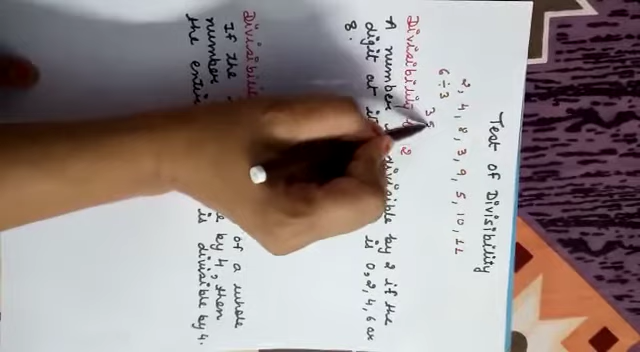 Test of Divisibility
2, 4, 8, 3, 9, 5, 10, 11
6 ÷ 3
35
Divisibility 2
A number divisible by 2 if the
digit at is 0, 2, 4, 6 or
8.
If the of a whole
number by 4, then
the is divisible by 4.